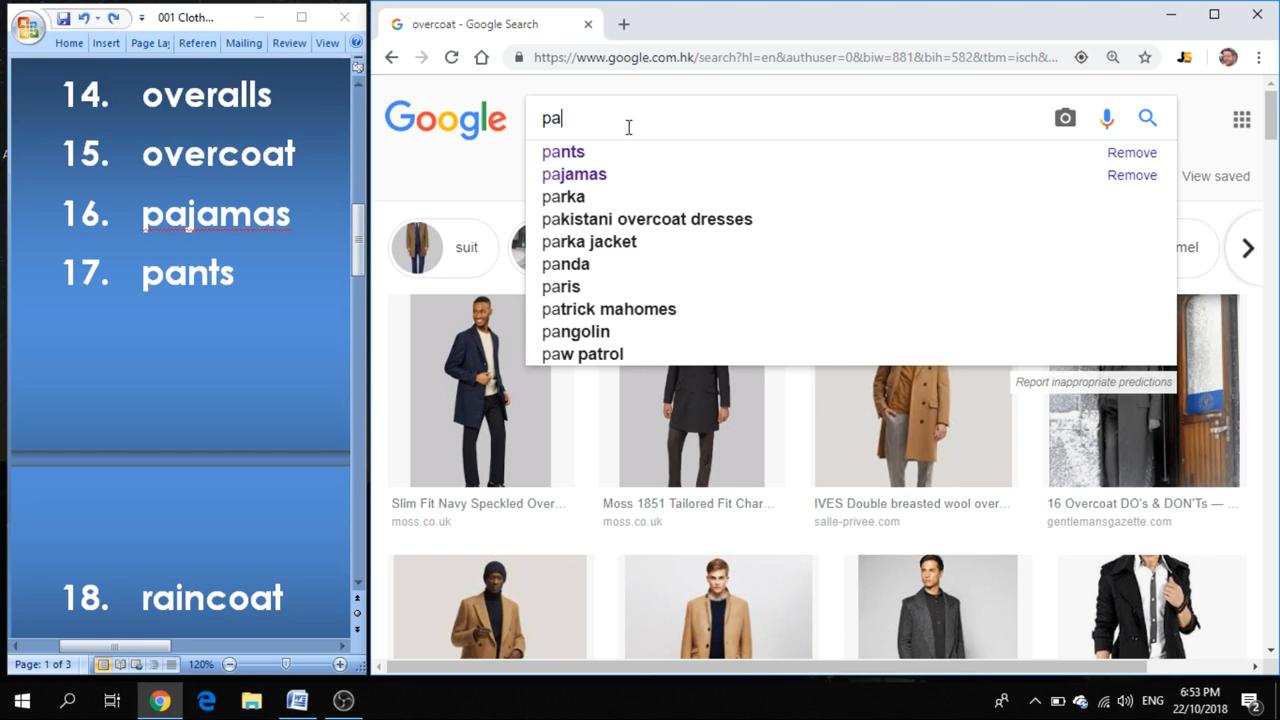 001 Cloth...
Home Insert Page Lay Referen Mailing Review View
14. overalls
15. overcoat
16. pajamas
17. pants
18. raincoat
Page: 1 of 3 120%
overcoat - Google Search
https://www.google.com.hk/search?hl=en&authuser=0&biw=881&bih=582&tbm=isch&...
Google
pa
pants Remove
pajamas Remove
View saved
parka
pakistani overcoat dresses
parka jacket
panda
paris
patrick mahomes
pangolin
paw patrol
Report inappropriate predictions
suit
mel
Slim Fit Navy Speckled Over...
moss.co.uk
Moss 1851 Tailored Fit Char...
moss.co.uk
IVES Double breasted wool over...
salle-privee.com
16 Overcoat DO's & DON'Ts — ...
gentlemansgazette.com
ENG
6:53 PM
22/10/2018
2